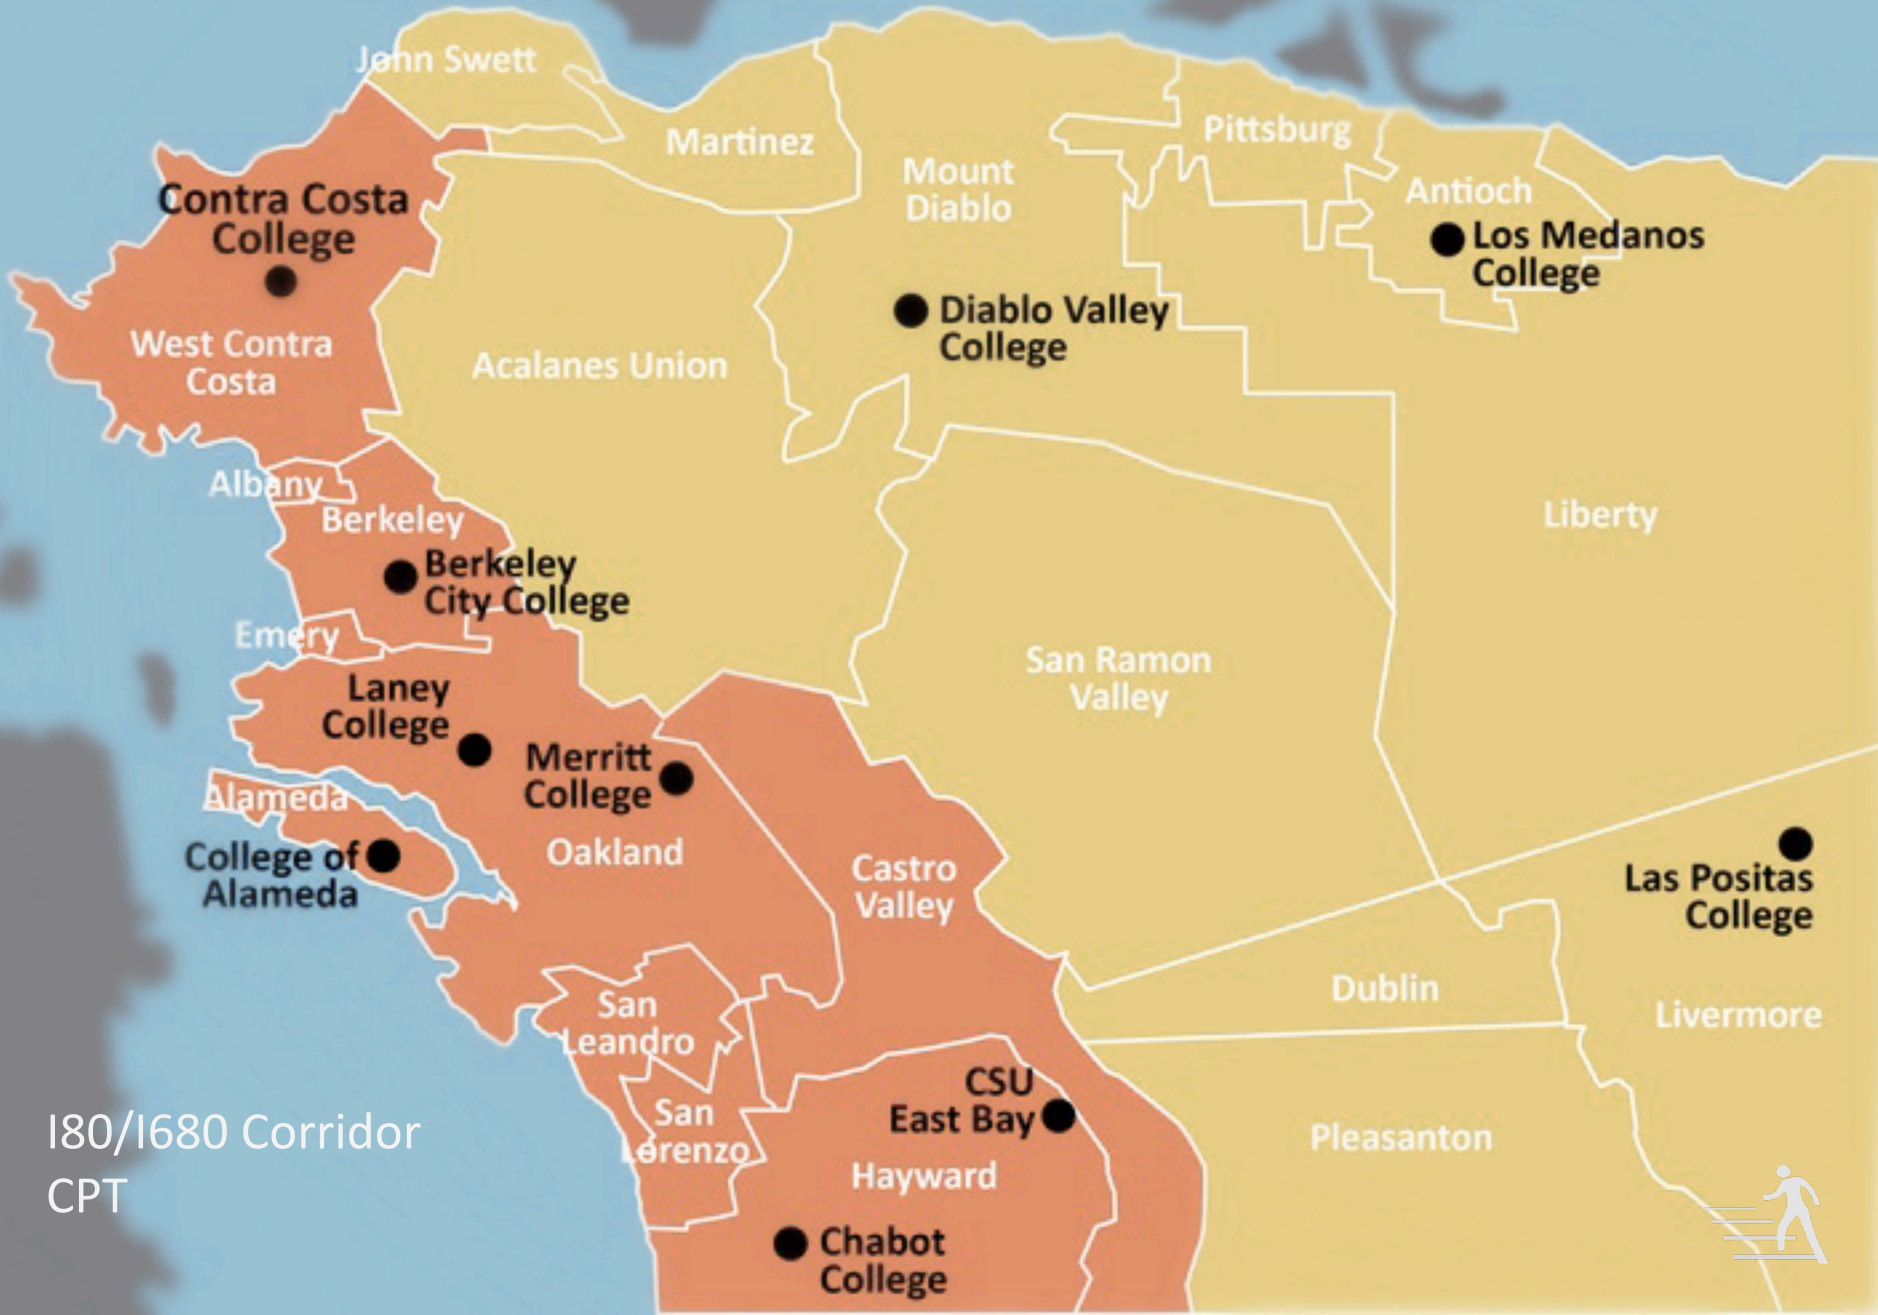 John Swett
Martinez
Mount
Diablo
Pittsburg
Antioch
Contra Costa
College
Los Medanos
College
Diablo Valley
College
West Contra
Costa
Acalanes Union
Albany
Berkeley
Liberty
Berkeley
City College
Emery
San Ramon
Valley
Laney
College
Merritt
College
Alameda
College of
Alameda
Oakland
Castro
Valley
Las Positas
College
San
Leandro
Dublin
Livermore
CSU
East Bay
San
Lorenzo
Hayward
Pleasanton
I80/I680 Corridor
CPT
Chabot
College